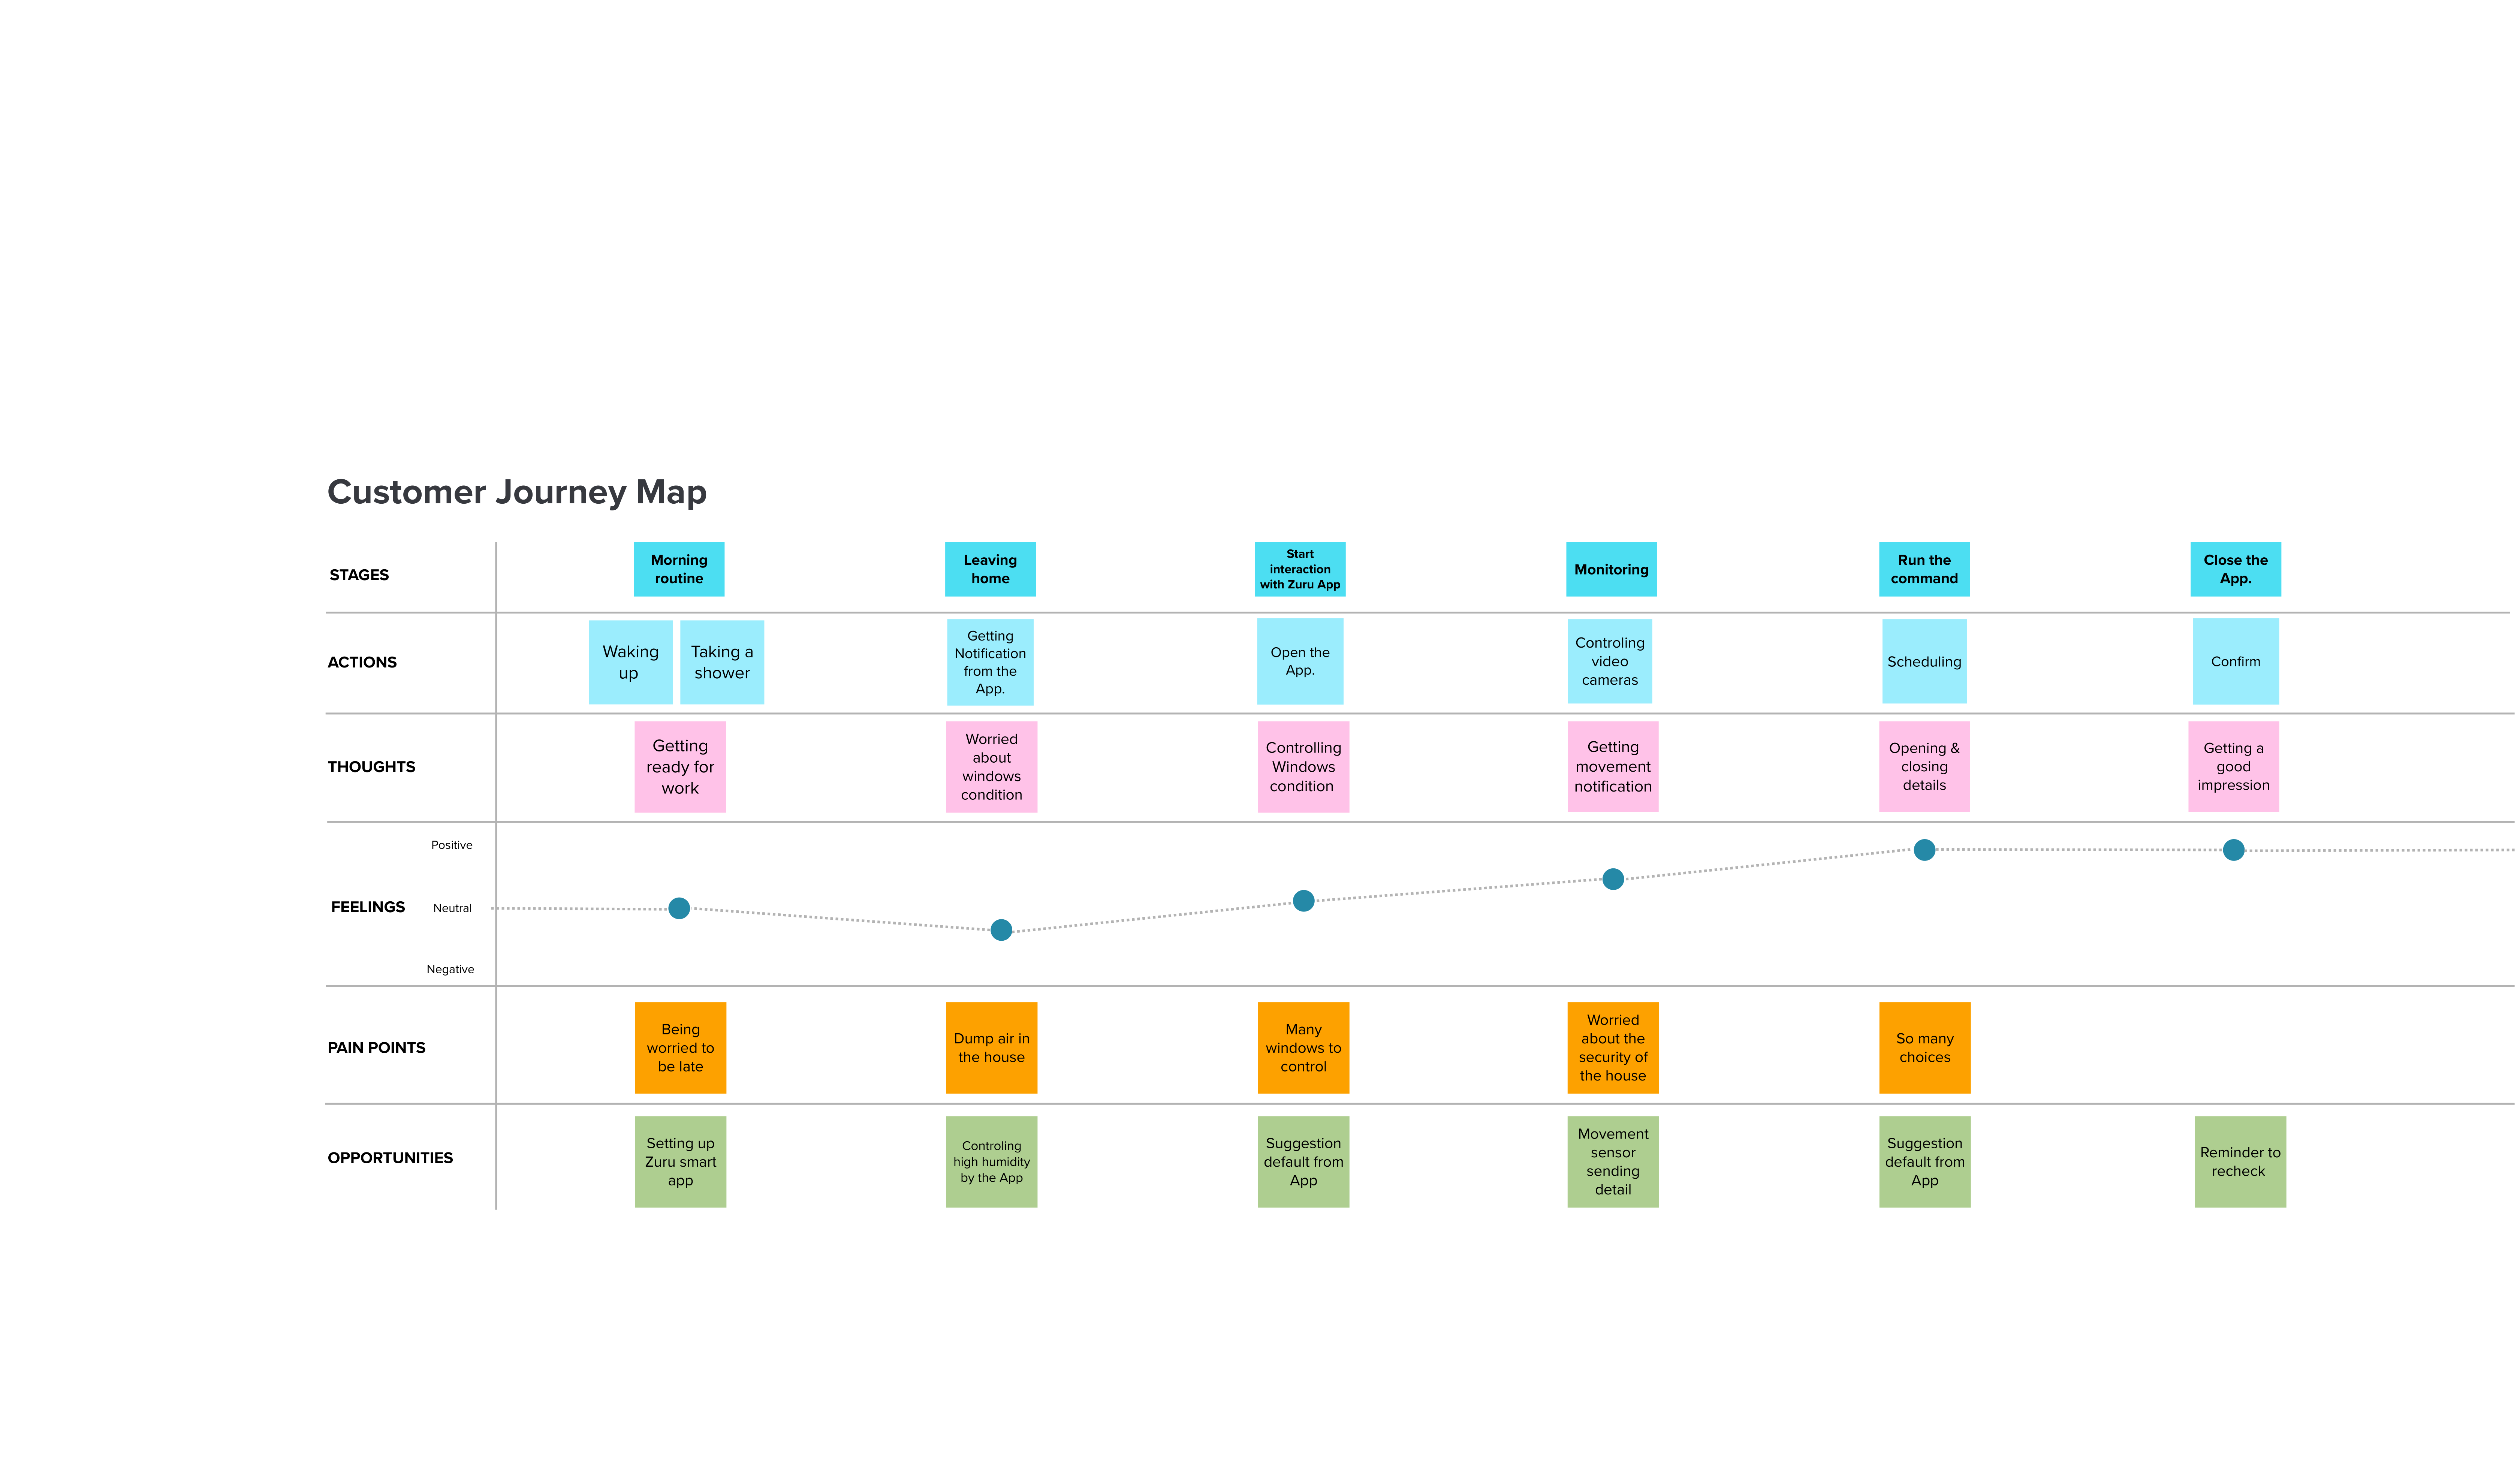 Customer Journey Map
STAGES
Morning
routine
Leaving
home
Start
interaction
with Zuru App
Monitoring
Run the
command
Close the
App.
ACTIONS
Waking
up
Taking a
shower
Getting
Notification
from the
App.
Open the
App.
Controling
video
cameras
Scheduling
Confirm
THOUGHTS
Getting
ready for
work
Worried
about
windows
condition
Controlling
Windows
condition
Getting
movement
notification
Opening &
closing
details
Getting a
good
impression
FEELINGS
Positive
Neutral
Negative
PAIN POINTS
Being
worried to
be late
Dump air in
the house
Many
windows to
control
Worried
about the
security of
the house
So many
choices
OPPORTUNITIES
Setting up
Zuru smart
app
Controling
high humidity
by the App
Suggestion
default from
App
Movement
sensor
sending
detail
Suggestion
default from
App
Reminder to
recheck